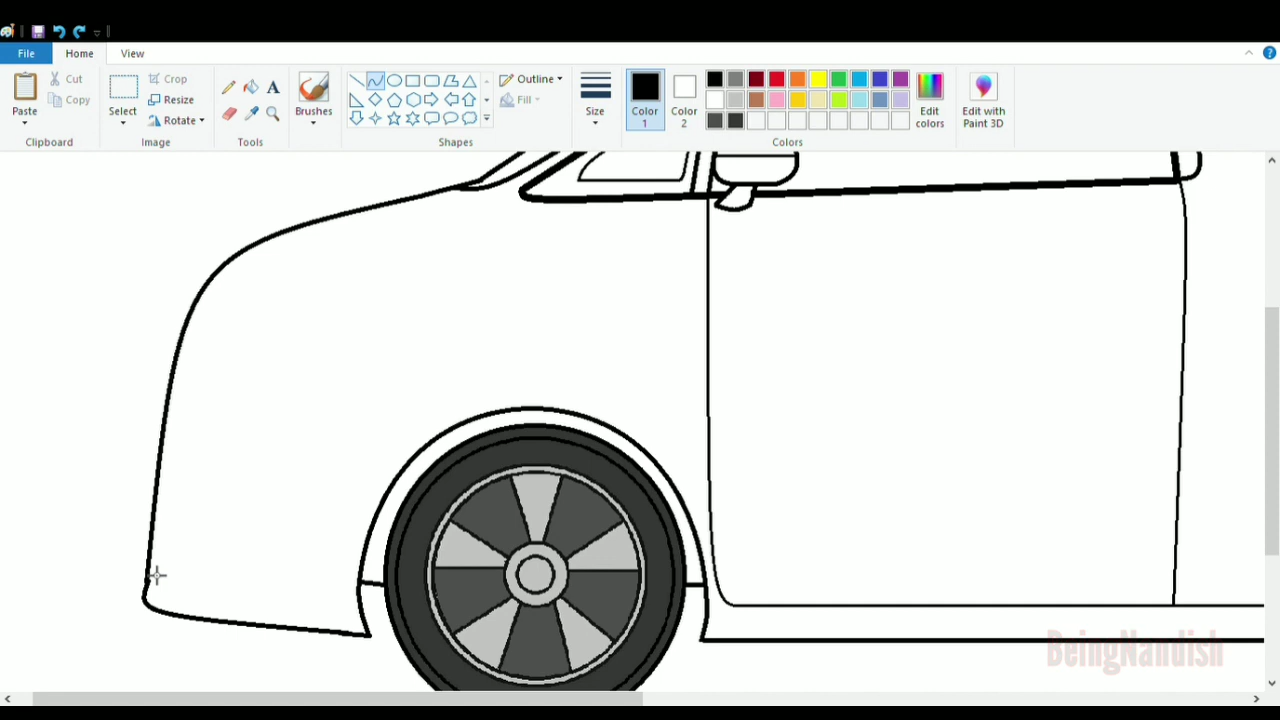 File Home View
Paste
Cut
Copy
Clipboard
Select
Crop
Resize
Rotate
Image
A
Tools
Brushes
Outline
Fill
Shapes
Size
Color
1
Color
2
Edit
colors
Colors
Edit with
Paint 3D
?
BeingNandish